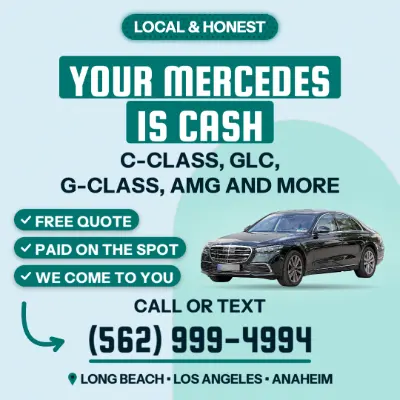 LOCAL & HONEST
YOUR MERCEDES
IS CASH
C-CLASS, GLC,
G-CLASS, AMG AND MORE
FREE QUOTE
PAID ON THE SPOT
WE COME TO YOU
CALL OR TEXT
(562) 999-4994
LONG BEACH • LOS ANGELES • ANAHEIM